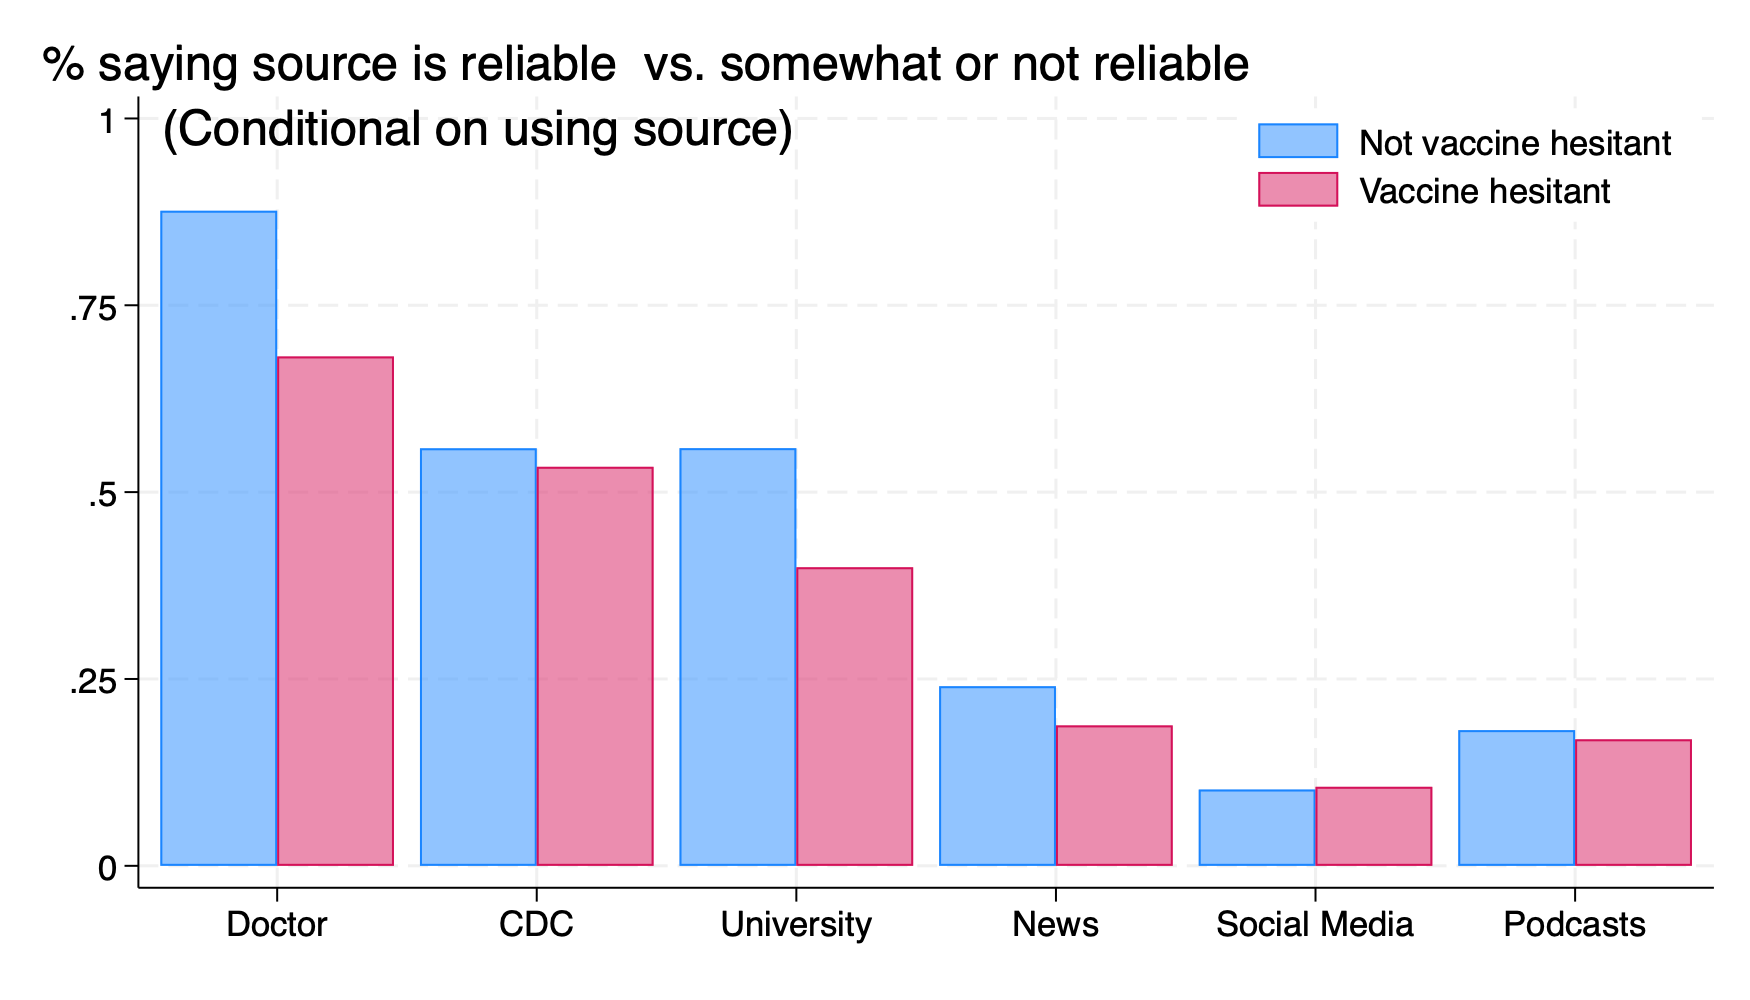 % saying source is reliable  vs. somewhat or not reliable
(Conditional on using source)
Not vaccine hesitant
Vaccine hesitant
1
.75
.5
.25
0
Doctor
CDC
University
News
Social Media
Podcasts